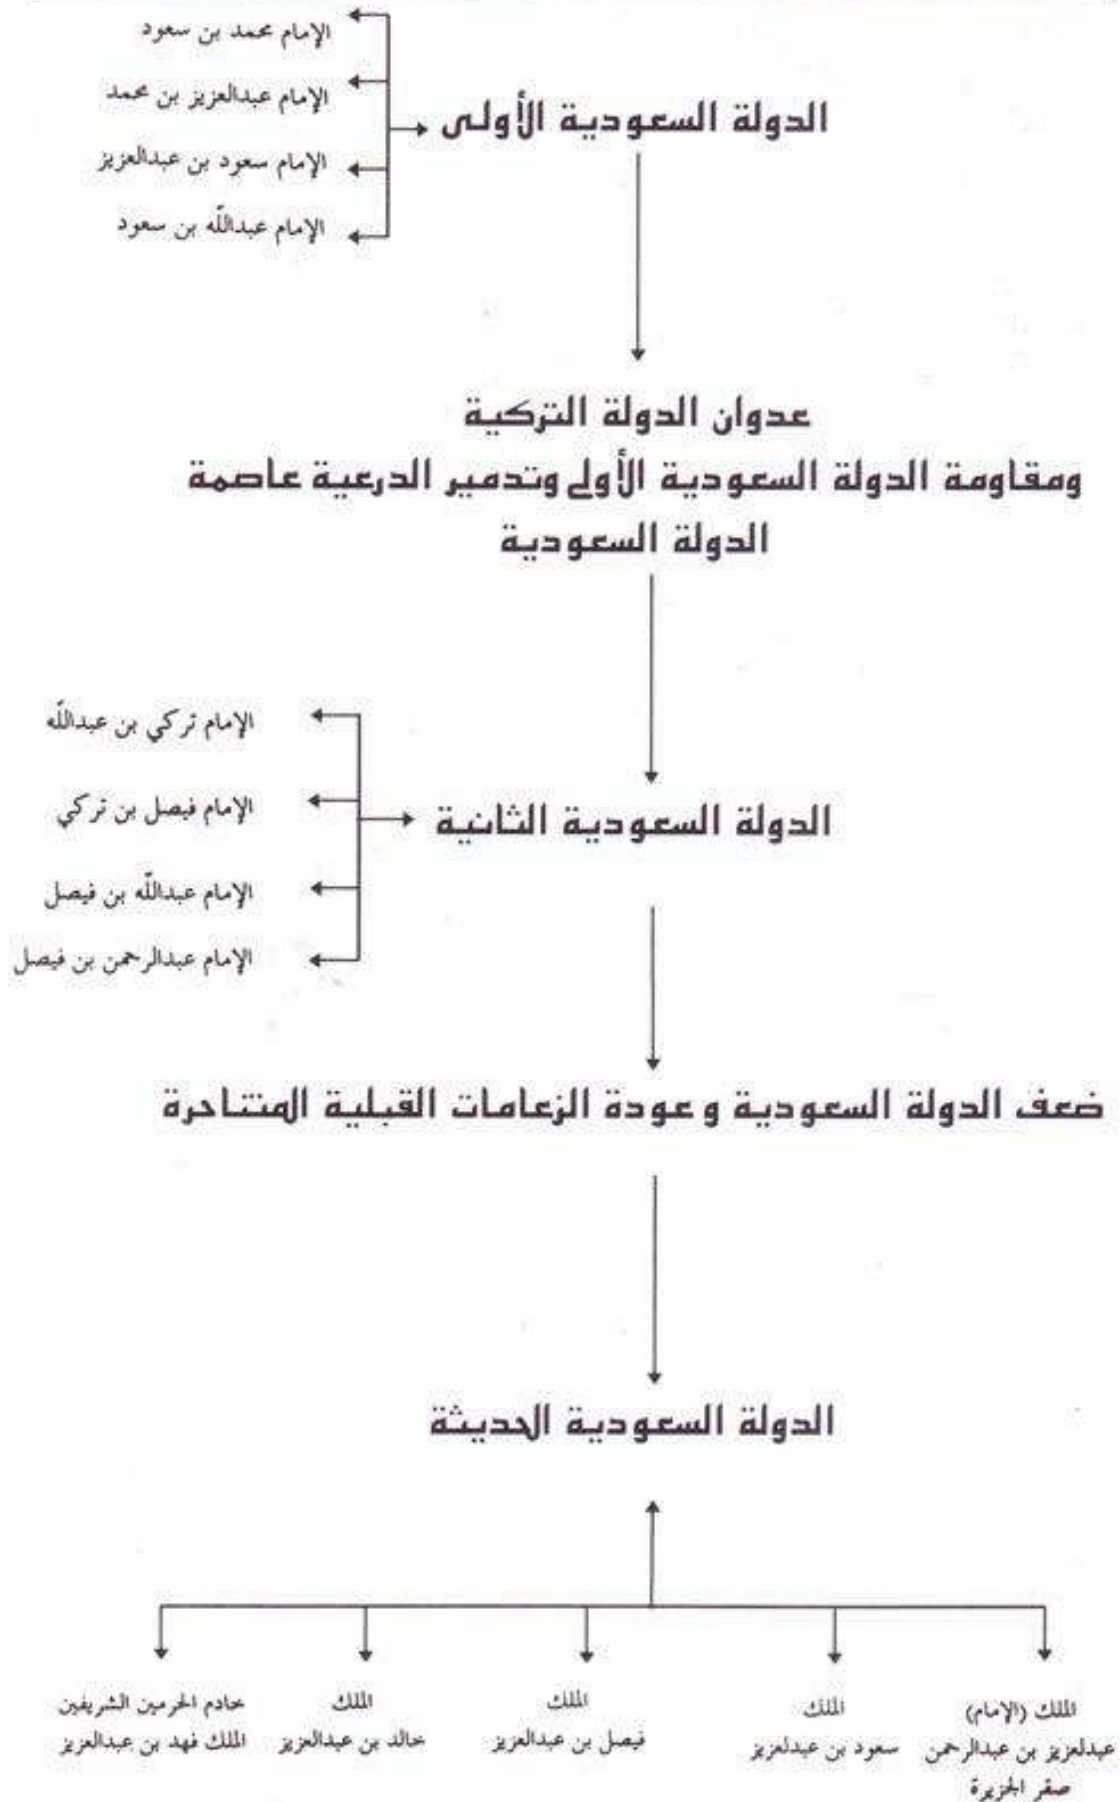 الدولة السعودية الأولى
الإمام محمد بن سعود
الإمام عبدالعزيز بن محمد
الإمام سعود بن عبدالعزيز
الإمام عبدالله بن سعود
عدوان الدولة التركية
ومقاومة الدولة السعودية الأولى وتدمير الدرعية عاصمة
الدولة السعودية
الدولة السعودية الثانية
الإمام تركي بن عبدالله
الإمام فيصل بن تركي
الإمام عبدالله بن فيصل
الإمام عبدالرحمن بن فيصل
ضعف الدولة السعودية وعودة الزعامات القبلية المتناحرة
الدولة السعودية الحديثة
الملك (الإمام)
عبدلعزيز بن عبدالرحمن
صقر الجزيرة
الملك
سعود بن عبدلعزيز
الملك
فيصل بن عبدالعزيز
الملك
خالد بن عبدالعزيز
خادم الحرمين الشريفين
الملك فهد بن عبدالعزيز